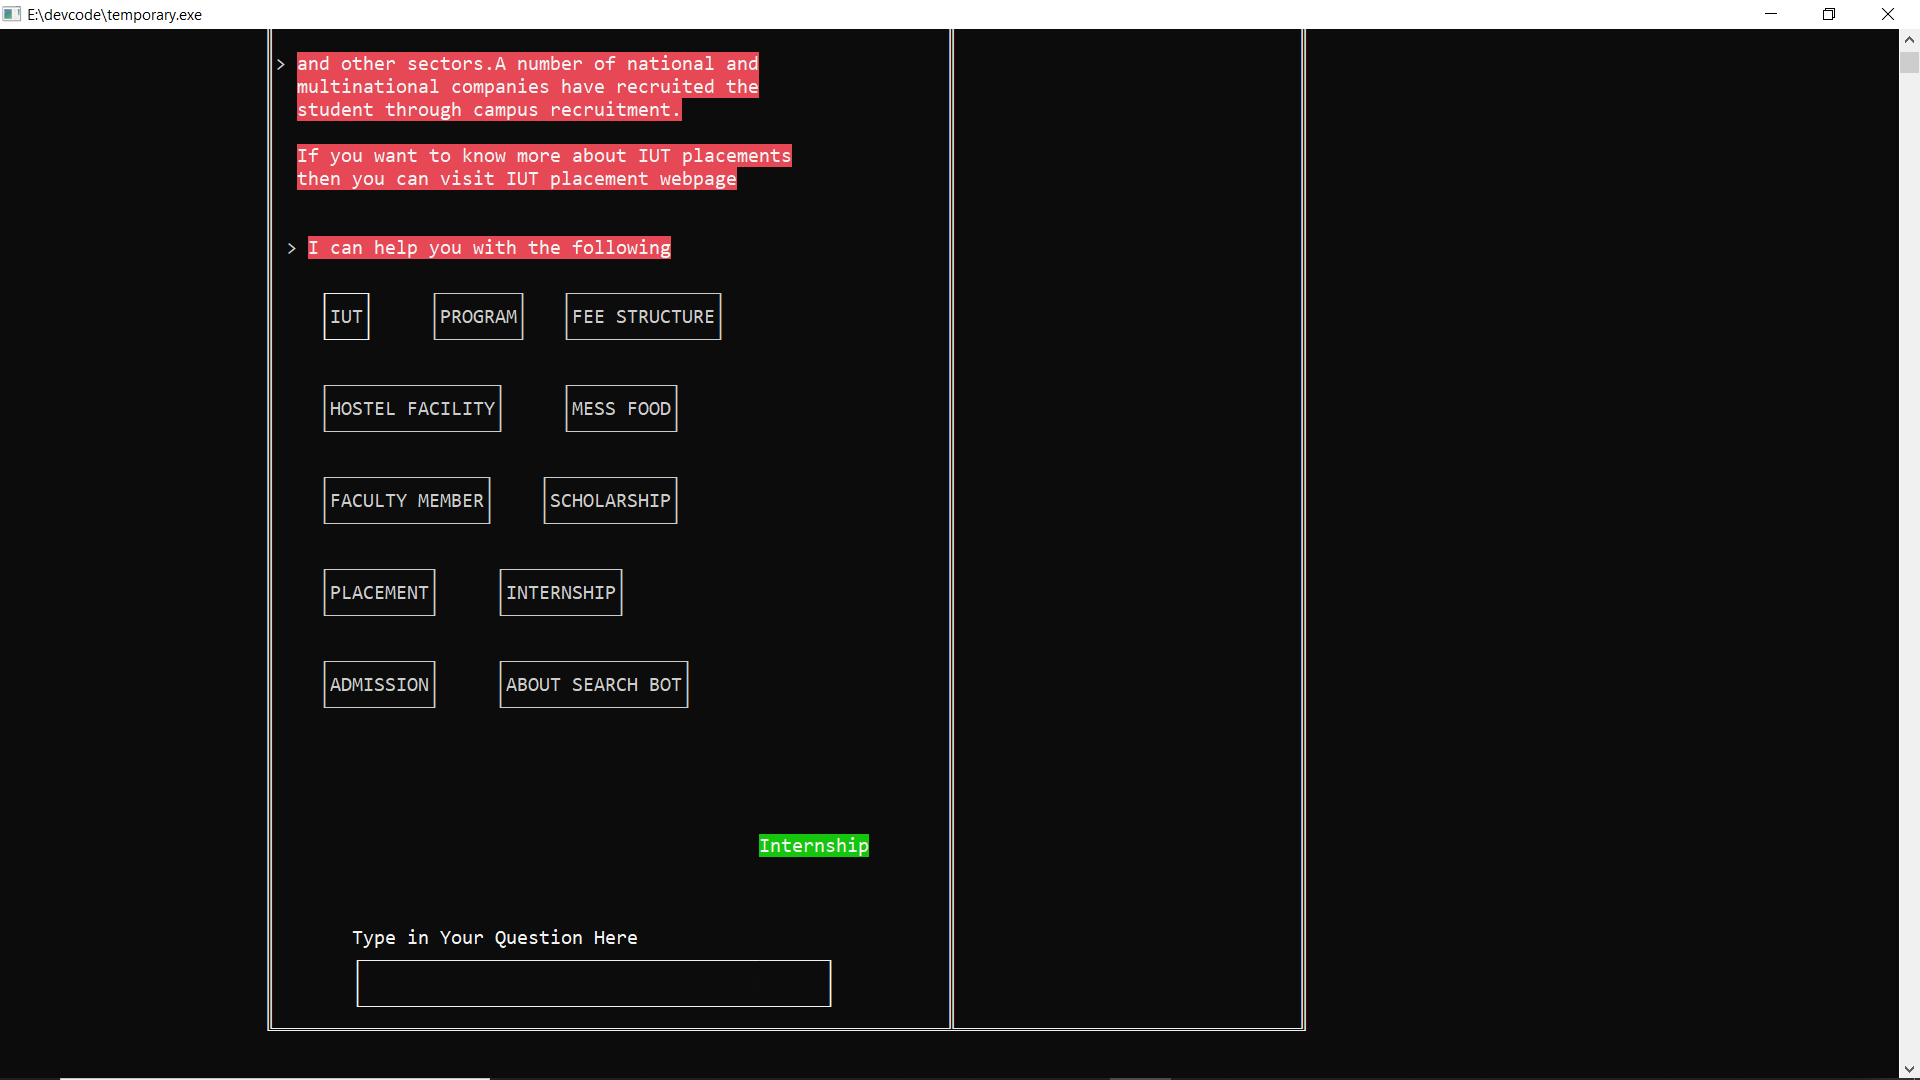 E:\devcode\temporary.exe
> and other sectors.A number of national and
multinational companies have recruited the
student through campus recruitment.
If you want to know more about IUT placements
then you can visit IUT placement webpage
> I can help you with the following
IUT PROGRAM FEE STRUCTURE
HOSTEL FACILITY MESS FOOD
FACULTY MEMBER SCHOLARSHIP
PLACEMENT INTERNSHIP
ADMISSION ABOUT SEARCH BOT
Internship
Type in Your Question Here